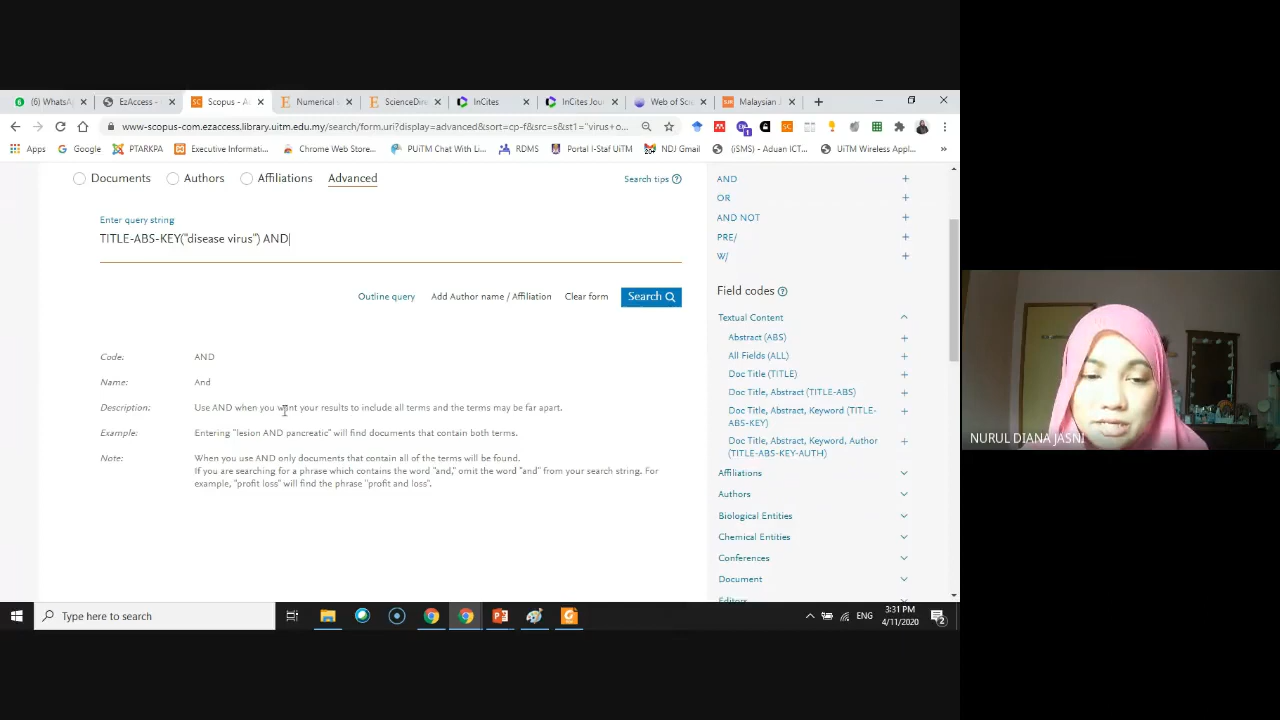 (6) WhatsA
EzAccess -
Scopus - A
Numerical
ScienceDire
InCites
InCites Jou
Web of Sci
Malaysian J
www-scopus-com.ezaccess.library.uitm.edu.my/search/form.uri?display=advanced&sort=cp-f&src=s&st1="virus+o...
Apps
Google
PTARKPA
Executive Informati...
Chrome Web Store...
PUiTM Chat With Li...
RDMS
Portal I-Staf UiTM
NDJ Gmail
(iSMS) - Aduan ICT...
UiTM Wireless Appl...
»
Documents
Authors
Affiliations
Advanced
Search tips
Enter query string
TITLE-ABS-KEY("disease virus") AND
Outline query
Add Author name / Affiliation
Clear form
Search
Code: AND
Name: And
Description: Use AND when you want your results to include all terms and the terms may be far apart.
Example: Entering "lesion AND pancreatic" will find documents that contain both terms.
Note: When you use AND only documents that contain all of the terms will be found.
If you are searching for a phrase which contains the word "and," omit the word "and" from your search string. For
example, "profit loss" will find the phrase "profit and loss".
AND
OR
AND NOT
PRE/
W/
Field codes
Textual Content
Abstract (ABS)
All Fields (ALL)
Doc Title (TITLE)
Doc Title, Abstract (TITLE-ABS)
Doc Title, Abstract, Keyword (TITLE-
ABS-KEY)
Doc Title, Abstract, Keyword, Author
(TITLE-ABS-KEY-AUTH)
Affiliations
Authors
Biological Entities
Chemical Entities
Conferences
Document
Editors
NURUL DIANA JASNI
Type here to search
ENG
3:31 PM
4/11/2020
2